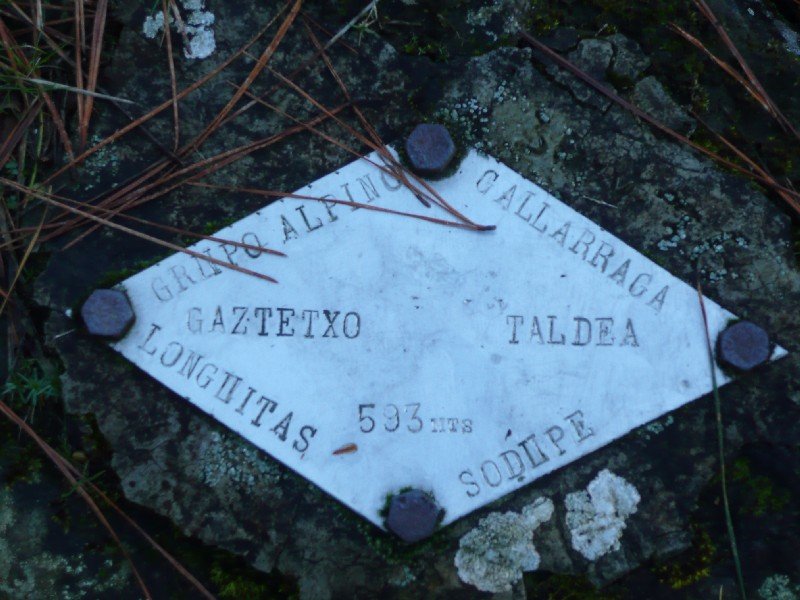 GRUPO ALPINO
GALLARRAGA
GAZTETXO TALDEA
LONGUITAS
593 MTS
SODUPE